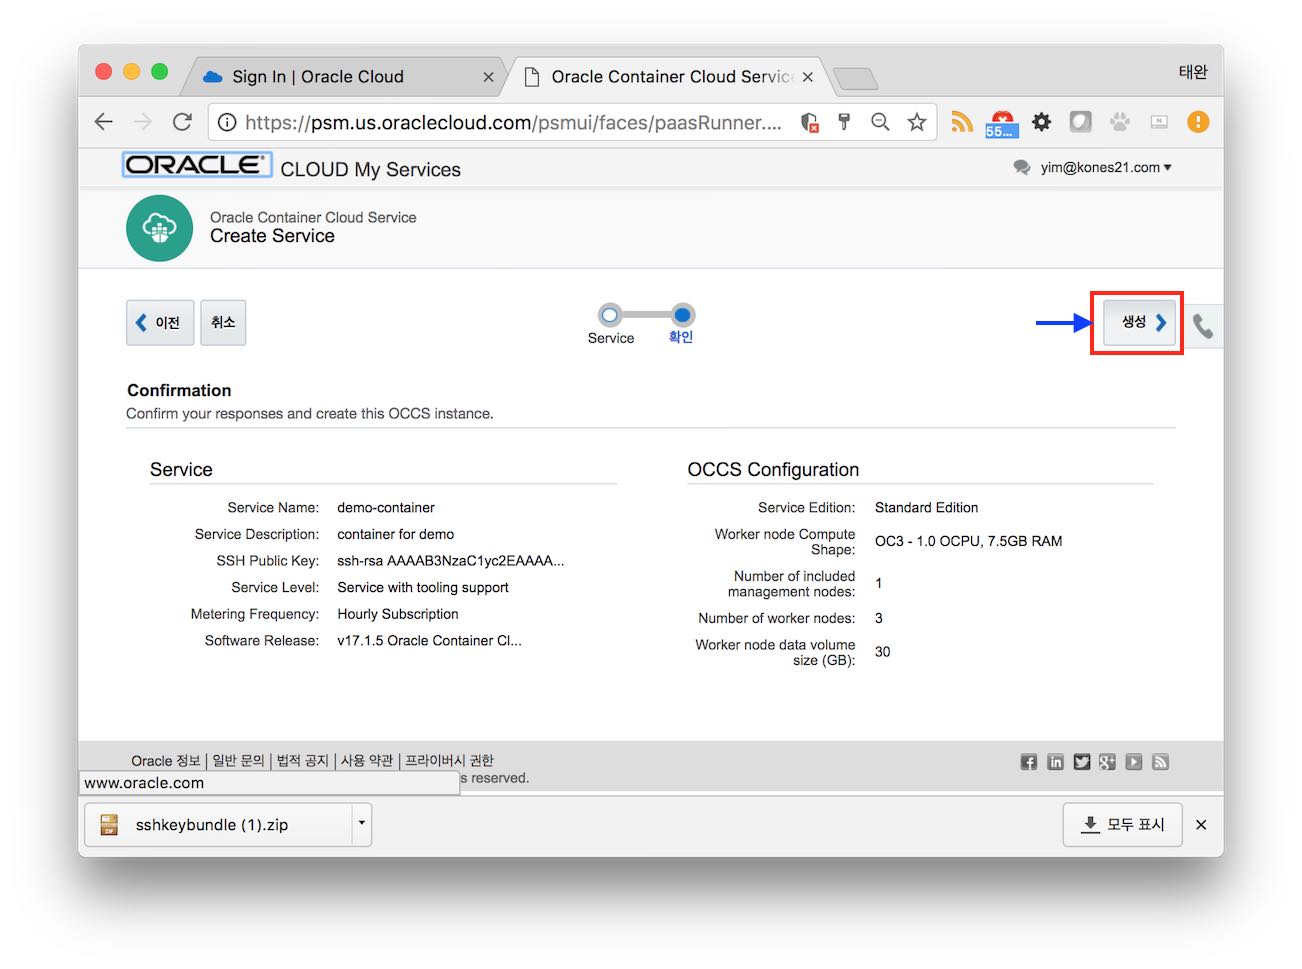 Sign In | Oracle Cloud
Oracle Container Cloud Servic
태완
https://psm.us.oraclecloud.com/psmui/faces/paasRunner....
55...
ORACLE CLOUD My Services
yim@kones21.com
Oracle Container Cloud Service
Create Service
이전
취소
Service
확인
생성
Confirmation
Confirm your responses and create this OCCS instance.
Service
Service Name: demo-container
Service Description: container for demo
SSH Public Key: ssh-rsa AAAAB3NzaC1yc2EAAAA...
Service Level: Service with tooling support
Metering Frequency: Hourly Subscription
Software Release: v17.1.5 Oracle Container Cl...
OCCS Configuration
Service Edition: Standard Edition
Worker node Compute
Shape: OC3 - 1.0 OCPU, 7.5GB RAM
Number of included
management nodes: 1
Number of worker nodes: 3
Worker node data volume
size (GB): 30
Oracle 정보 | 일반 문의 | 법적 공지 | 사용 약관 | 프라이버시 권한
s reserved.
www.oracle.com
ZIP
sshkeybundle (1).zip
모두 표시